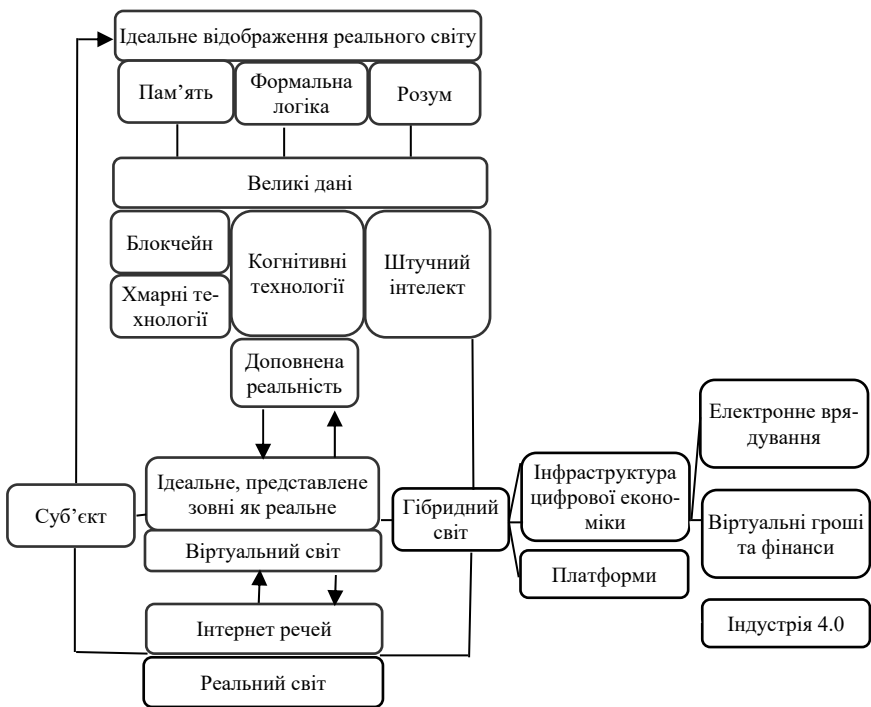 Ідеальне відображення реального світу
Пам’ять
Формальна
логіка
Розум
Великі дані
Блокчейн
Хмарні те-
хнології
Когнітивні
технології
Штучний
інтелект
Доповнена
реальність
Суб’єкт
Ідеальне, представлене
зовні як реальне
Віртуальний світ
Гібридний
світ
Інфраструктура
цифрової еконо-
міки
Платформи
Електронне вря-
дування
Віртуальні гроші
та фінанси
Індустрія 4.0
Інтернет речей
Реальний світ